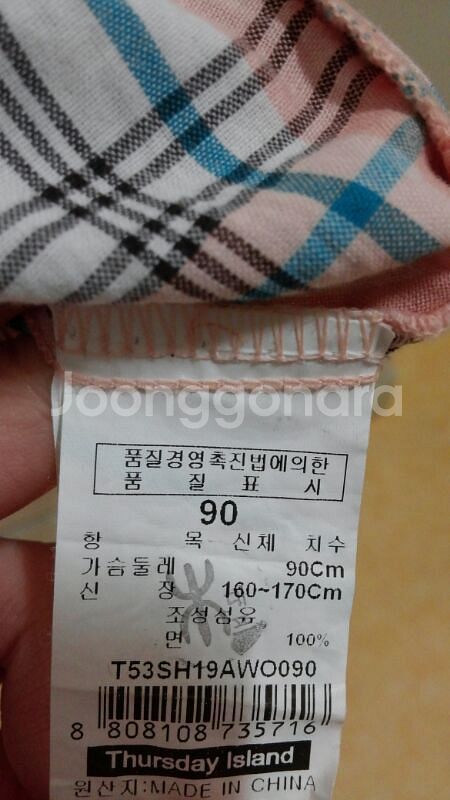 Joonggonara
품질경영촉진법에의한
품 질 표 시
90
항 목 신체 치수
가슴둘레 90Cm
신 장 160~170Cm
조성섬유
면 100%
T53SH19AWO090
8 808108 735716
Thursday Island
원산지:MADE IN CHINA